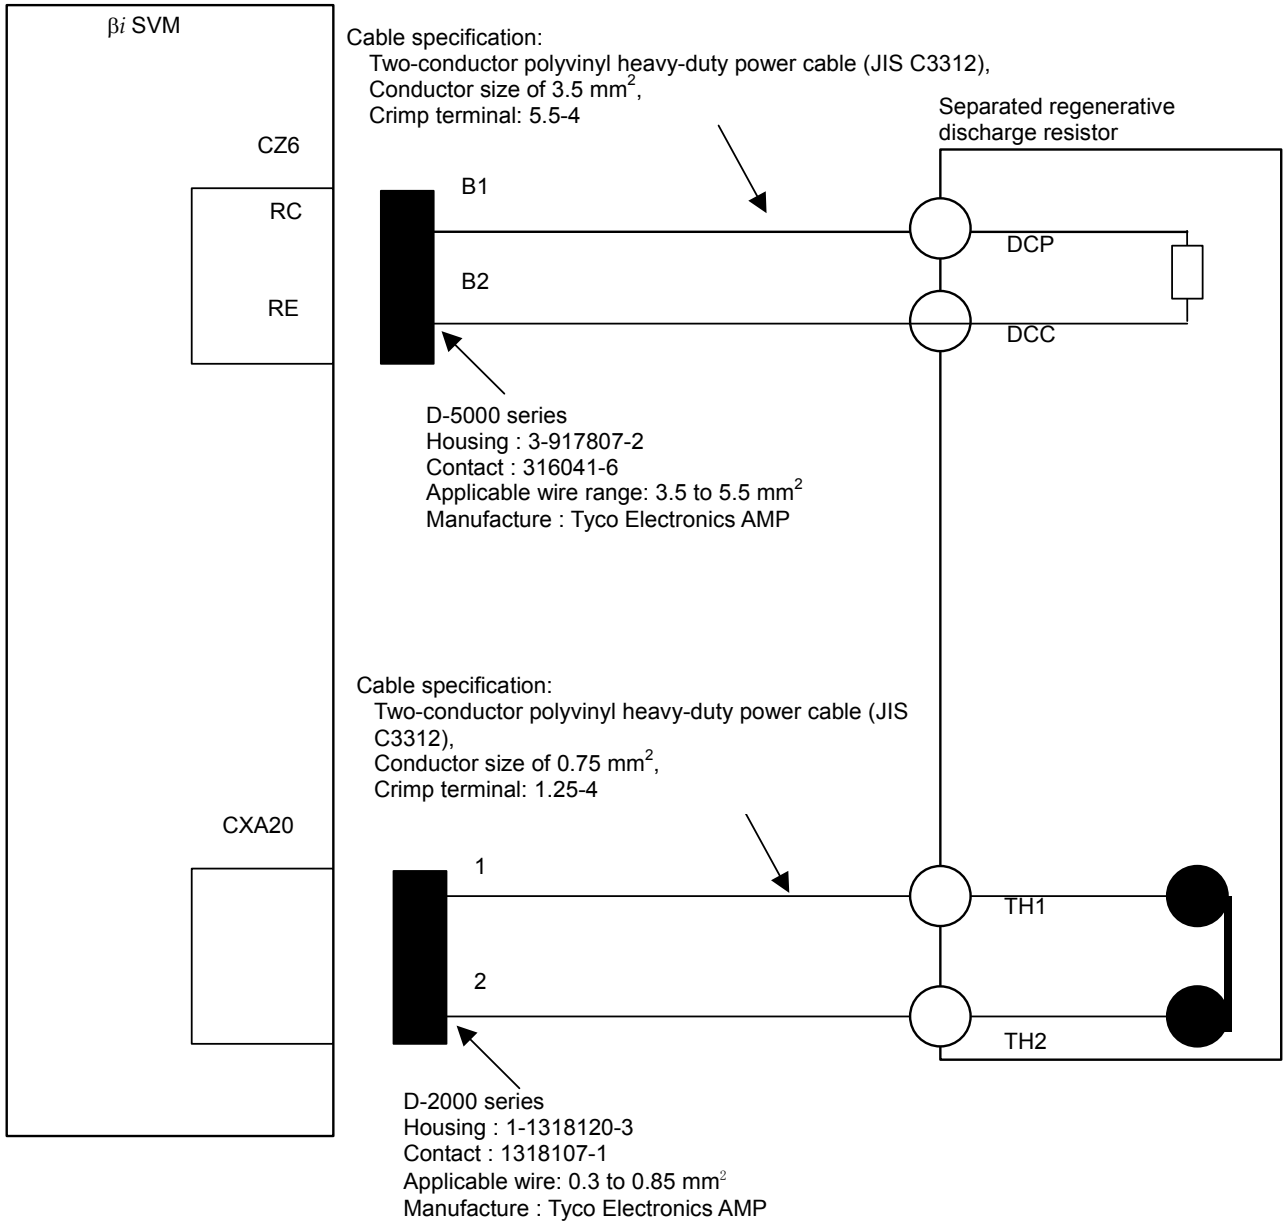 βi SVM
Cable specification:
Two-conductor polyvinyl heavy-duty power cable (JIS C3312),
Conductor size of 3.5 mm²,
Crimp terminal: 5.5-4
Separated regenerative
discharge resistor
CZ6
RC
RE
B1
B2
DCP
DCC
D-5000 series
Housing : 3-917807-2
Contact : 316041-6
Applicable wire range: 3.5 to 5.5 mm²
Manufacture : Tyco Electronics AMP
Cable specification:
Two-conductor polyvinyl heavy-duty power cable (JIS
C3312),
Conductor size of 0.75 mm²,
Crimp terminal: 1.25-4
CXA20
1
2
TH1
TH2
D-2000 series
Housing : 1-1318120-3
Contact : 1318107-1
Applicable wire: 0.3 to 0.85 mm²
Manufacture : Tyco Electronics AMP